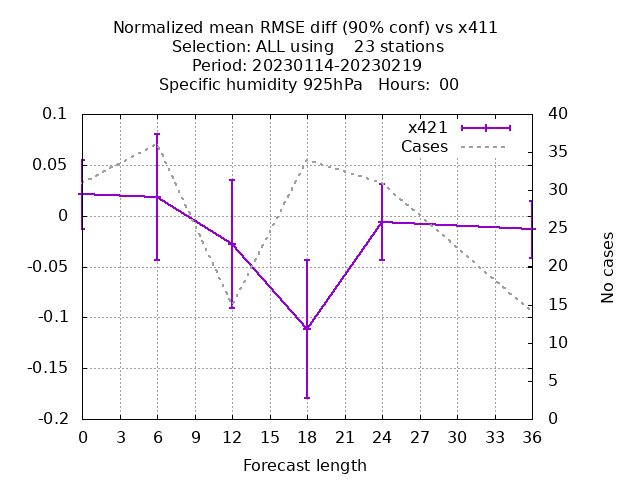 Normalized mean RMSE diff (90% conf) vs x411
Selection: ALL using    23 stations
Period: 20230114-20230219
Specific humidity 925hPa   Hours:  00
x421
Cases
0.1
0.05
0
-0.05
-0.1
-0.15
-0.2
40
35
30
25
20
15
10
5
0
No cases
0 3 6 9 12 15 18 21 24 27 30 33 36
Forecast length